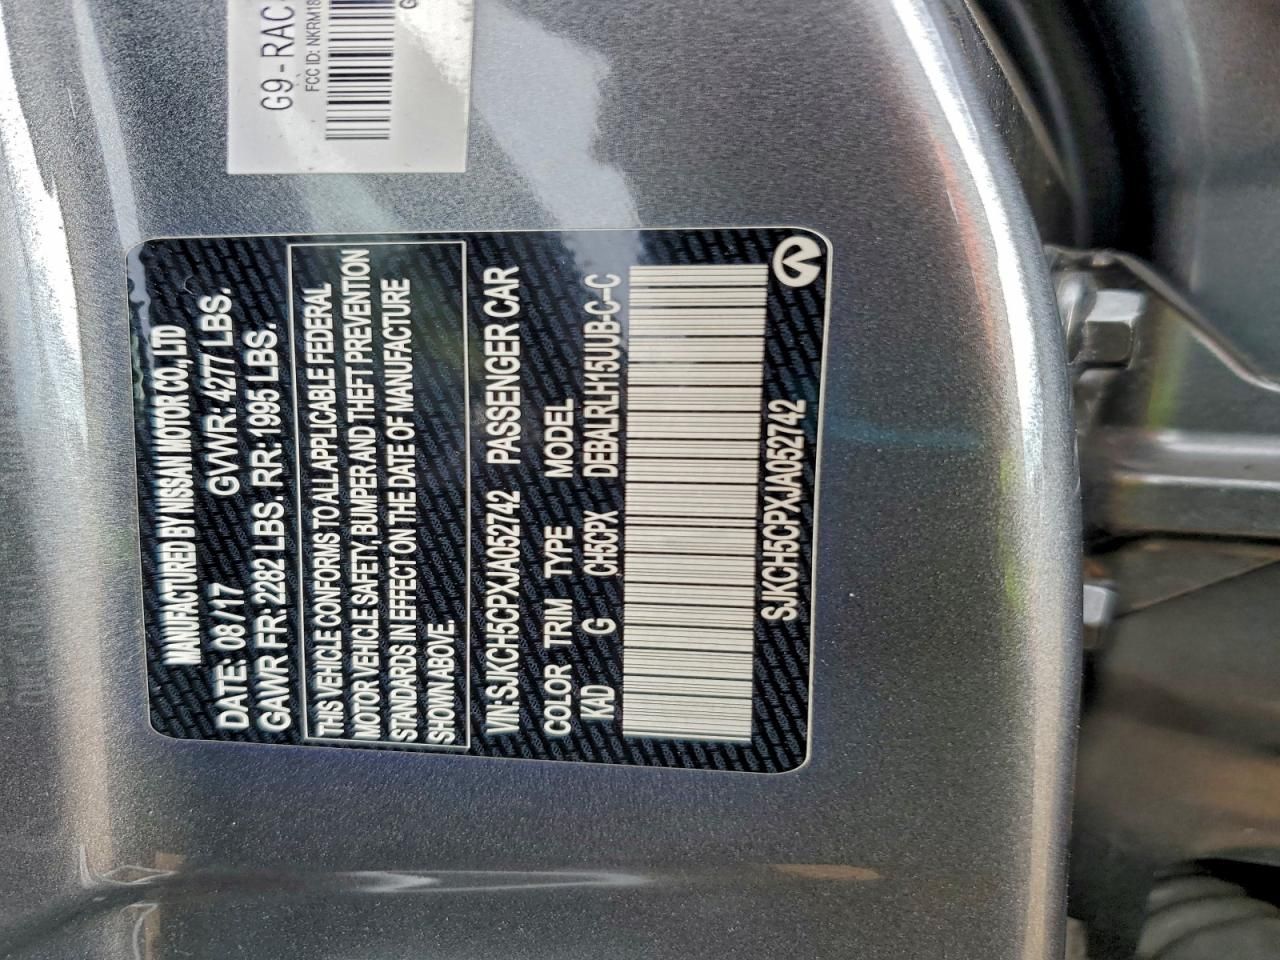 G9 - RAC
FCC ID: NKRM18
MANUFACTURED BY NISSAN MOTOR CO., LTD
DATE: 08/17 GVWR: 4277 LBS.
GAWR FR: 2282 LBS. RR: 1995 LBS.
THIS VEHICLE CONFORMS TO ALL APPLICABLE FEDERAL
MOTOR VEHICLE SAFETY, BUMPER AND THEFT PREVENTION
STANDARDS IN EFFECT ON THE DATE OF MANUFACTURE
SHOWN ABOVE.
VIN: SJKCH5CPXJA052742 PASSENGER CAR
COLOR TRIM TYPE MODEL
KAD G CH5CPX DEBALRLH15UUB-C-C
SJKCH5CPXJA052742